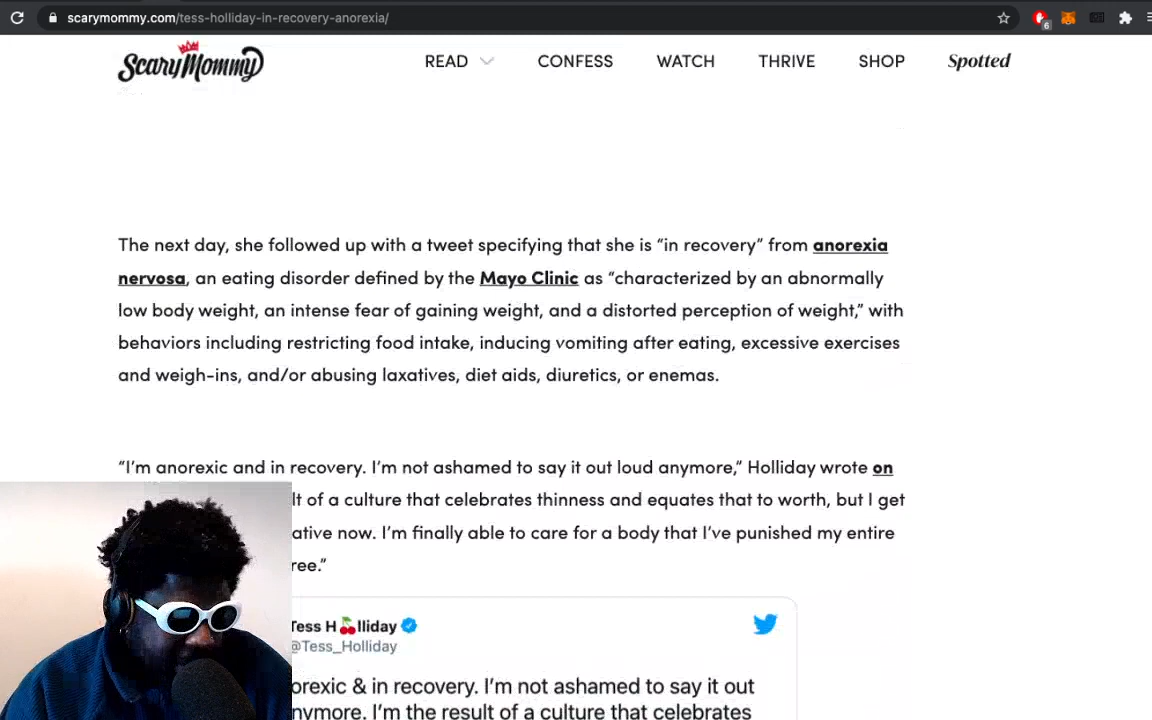 scarymommy.com/tess-holliday-in-recovery-anorexia/
6
Scary Mommy
READ CONFESS WATCH THRIVE SHOP Spotted
The next day, she followed up with a tweet specifying that she is “in recovery” from anorexia
nervosa, an eating disorder defined by the Mayo Clinic as “characterized by an abnormally
low body weight, an intense fear of gaining weight, and a distorted perception of weight,” with
behaviors including restricting food intake, inducing vomiting after eating, excessive exercises
and weigh-ins, and/or abusing laxatives, diet aids, diuretics, or enemas.
“I’m anorexic and in recovery. I’m not ashamed to say it out loud anymore,” Holliday wrote on
lt of a culture that celebrates thinness and equates that to worth, but I get
ative now. I’m finally able to care for a body that I’ve punished my entire
ree.”
Tess H🍒lliday
@Tess_Holliday
orexic & in recovery. I’m not ashamed to say it out
nymore. I’m the result of a culture that celebrates